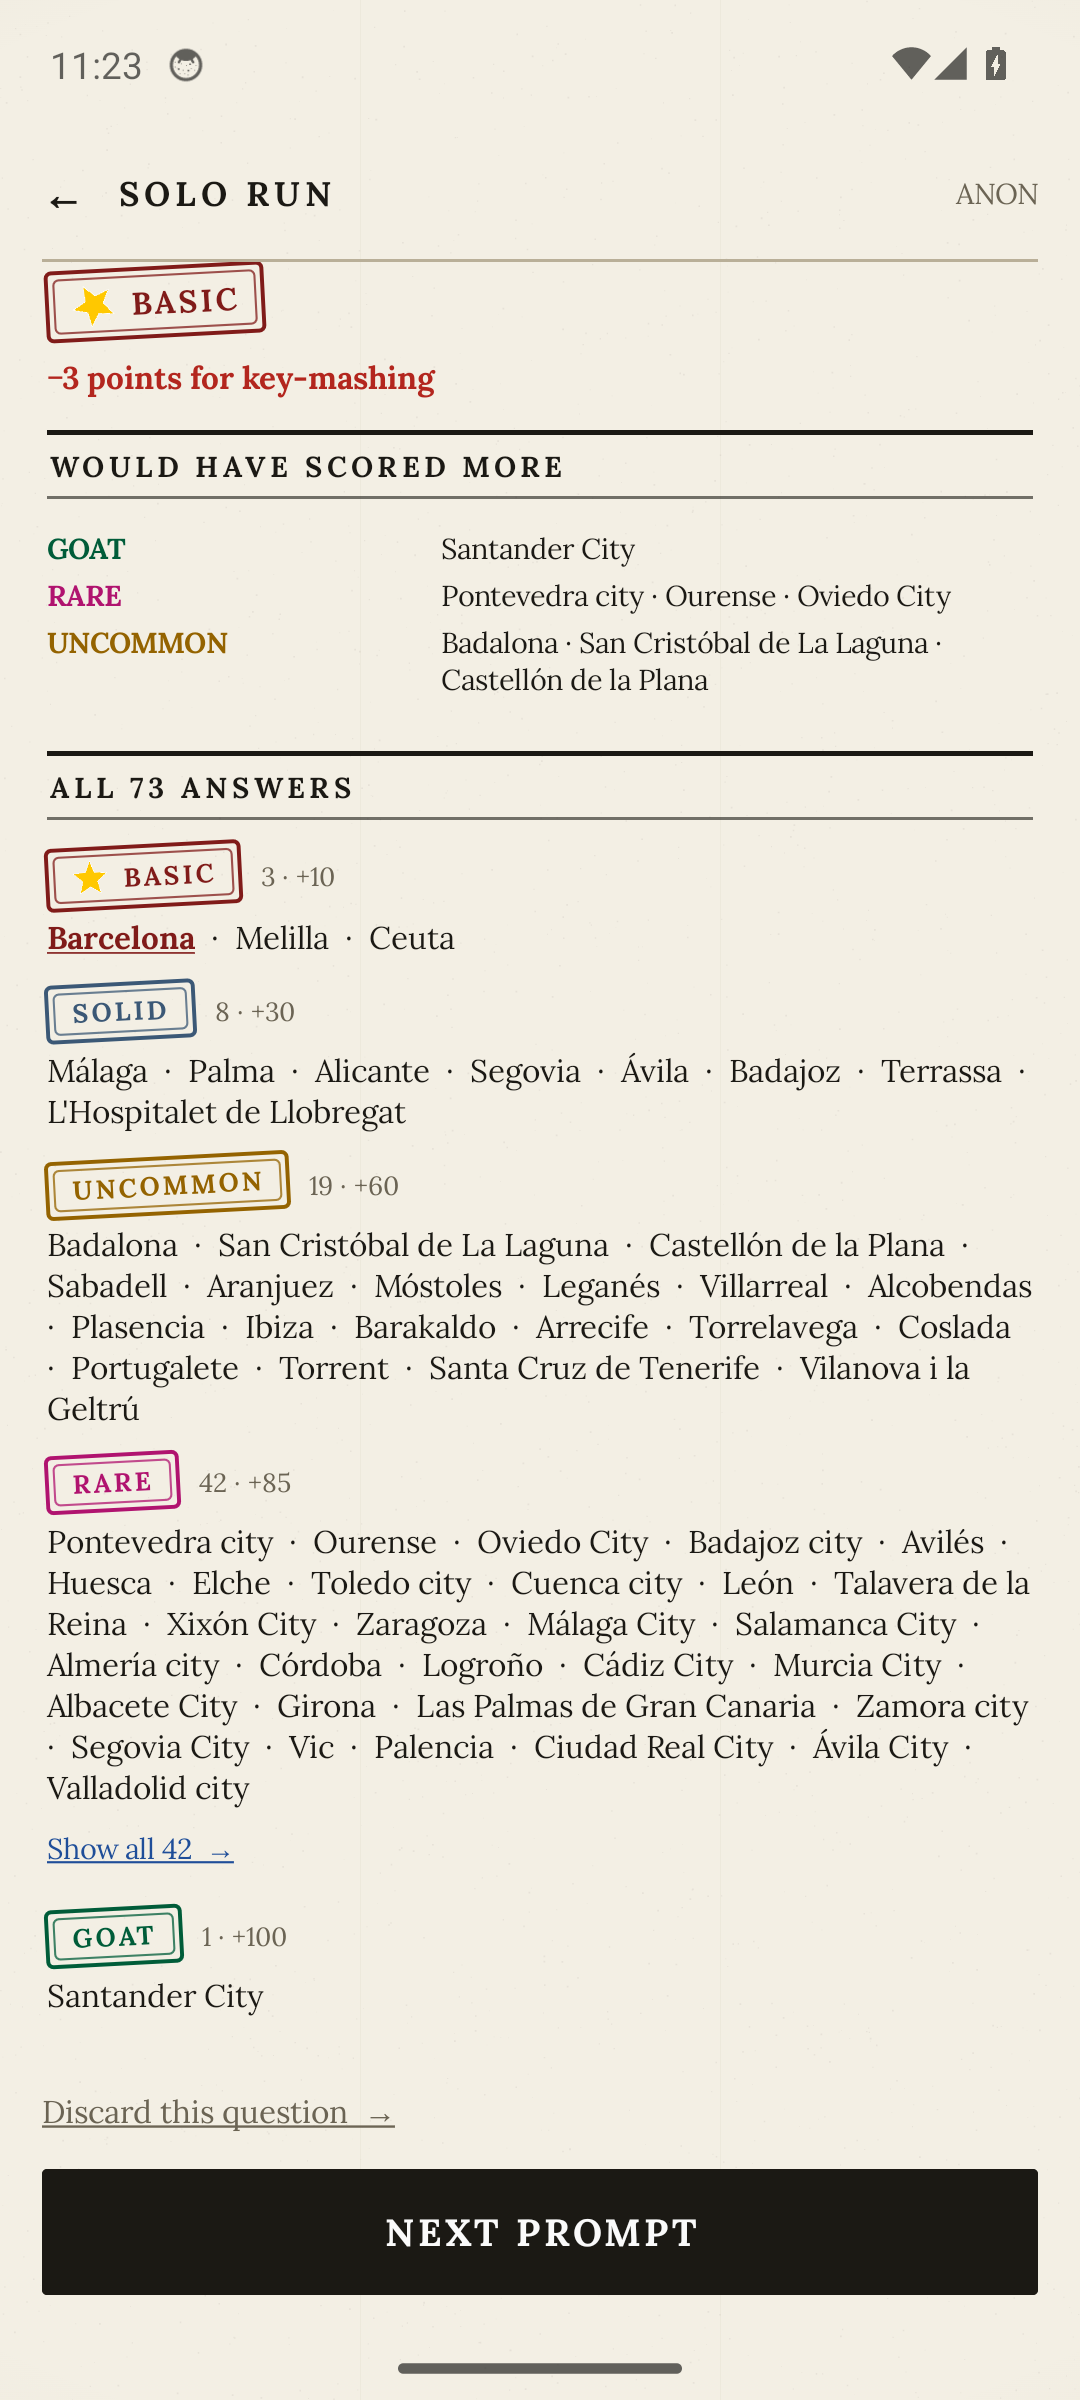 11:23
← SOLO RUN
ANON
BASIC
−3 points for key-mashing
WOULD HAVE SCORED MORE
GOAT Santander City
RARE Pontevedra city · Ourense · Oviedo City
UNCOMMON Badalona · San Cristóbal de La Laguna ·
Castellón de la Plana
ALL 73 ANSWERS
BASIC 3 · +10
Barcelona · Melilla · Ceuta
SOLID 8 · +30
Málaga · Palma · Alicante · Segovia · Ávila · Badajoz · Terrassa ·
L'Hospitalet de Llobregat
UNCOMMON 19 · +60
Badalona · San Cristóbal de La Laguna · Castellón de la Plana ·
Sabadell · Aranjuez · Móstoles · Leganés · Villarreal · Alcobendas
· Plasencia · Ibiza · Barakaldo · Arrecife · Torrelavega · Coslada
· Portugalete · Torrent · Santa Cruz de Tenerife · Vilanova i la
Geltrú
RARE 42 · +85
Pontevedra city · Ourense · Oviedo City · Badajoz city · Avilés ·
Huesca · Elche · Toledo city · Cuenca city · León · Talavera de la
Reina · Xixón City · Zaragoza · Málaga City · Salamanca City ·
Almería city · Córdoba · Logroño · Cádiz City · Murcia City ·
Albacete City · Girona · Las Palmas de Gran Canaria · Zamora city
· Segovia City · Vic · Palencia · Ciudad Real City · Ávila City ·
Valladolid city
Show all 42 →
GOAT 1 · +100
Santander City
Discard this question →
NEXT PROMPT